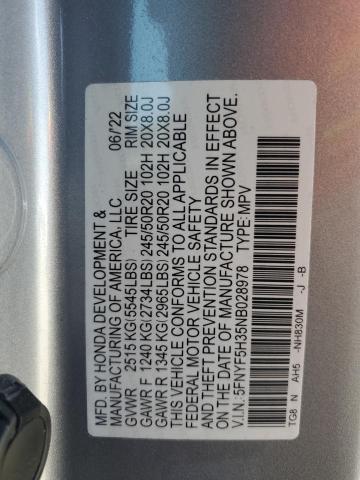 MFD. BY HONDA DEVELOPMENT &
MANUFACTURING OF AMERICA, LLC 06/'22
GVWR 2515 KG(5545LBS) TIRE SIZE RIM SIZE
GAWR F 1240 KG(2734LBS) 245/50R20 102H 20X8.0J
GAWR R 1345 KG(2965LBS) 245/50R20 102H 20X8.0J
THIS VEHICLE CONFORMS TO ALL APPLICABLE
FEDERAL MOTOR VEHICLE SAFETY
AND THEFT PREVENTION STANDARDS IN EFFECT
ON THE DATE OF MANUFACTURE SHOWN ABOVE.
V.I.N. 5FNYF5H35NB028978 TYPE: MPV
TG8 N AH5 -NH830M -J -B